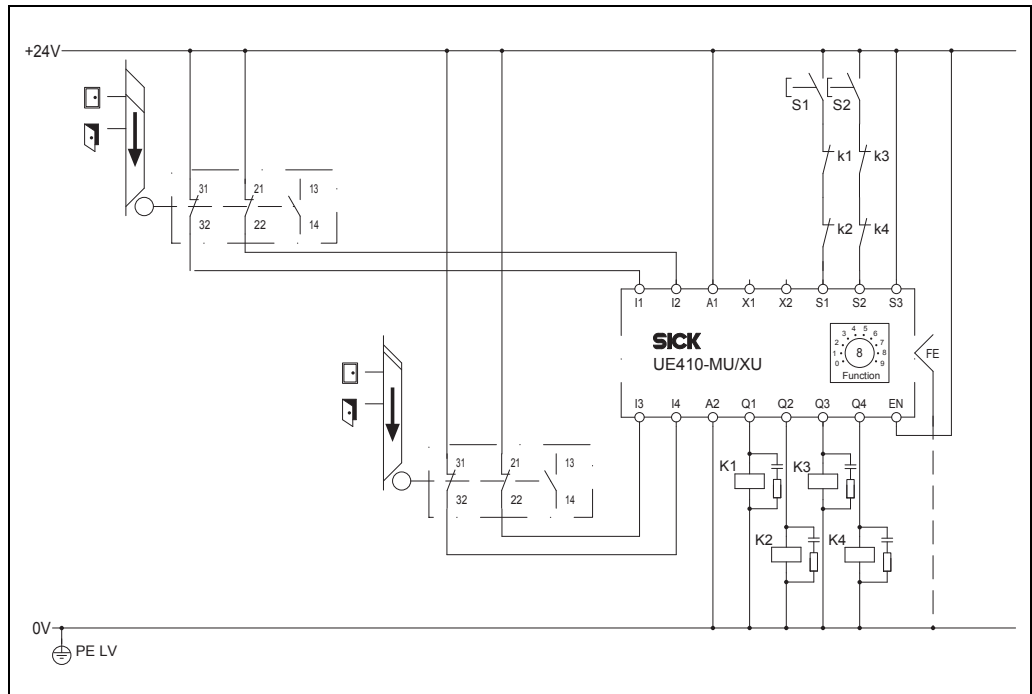 +24V
S1 S2
k1 k3
31 21 13
32 22 14
k2 k4
I1 I2 A1 X1 X2 S1 S2 S3
SICK
UE410-MU/XU
0 1 2 3 4 5 6 7 8 9
8
Function
FE
I3 I4 A2 Q1 Q2 Q3 Q4 EN
31 21 13
32 22 14
K1 K3
K2 K4
0V
PE LV